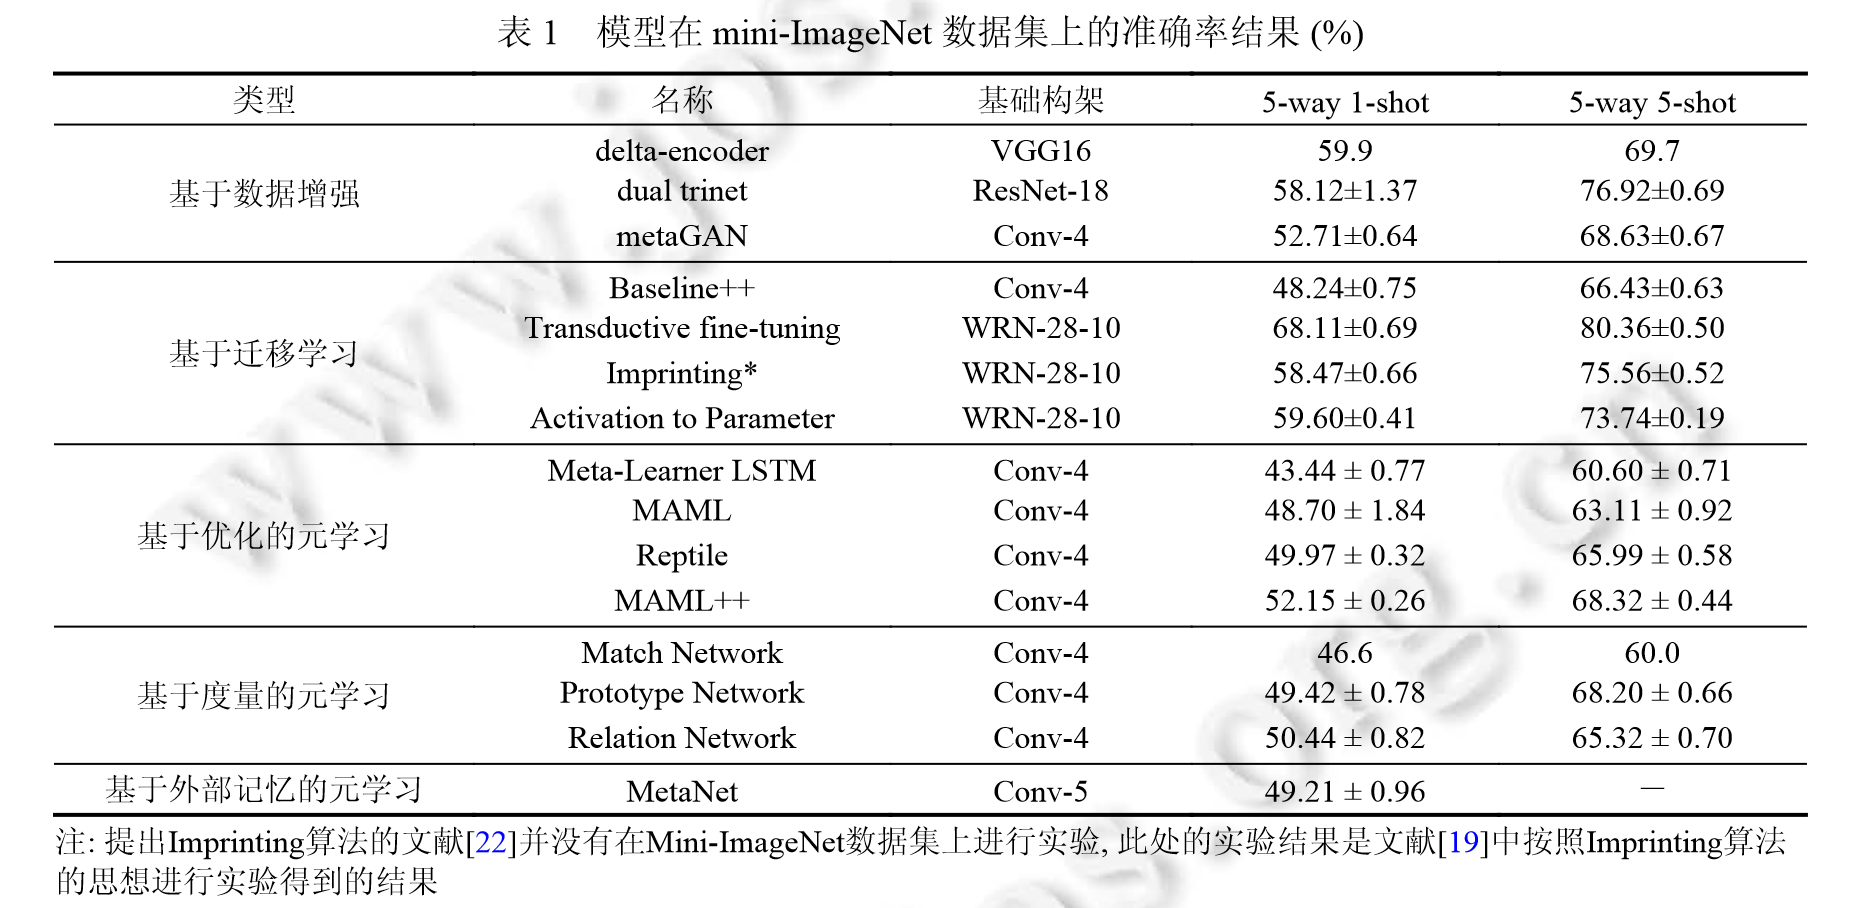 表 1 模型在 mini-ImageNet 数据集上的准确率结果 (%)
类型 名称 基础构架 5-way 1-shot 5-way 5-shot
基于数据增强
delta-encoder VGG16 59.9 69.7
dual trinet ResNet-18 58.12±1.37 76.92±0.69
metaGAN Conv-4 52.71±0.64 68.63±0.67
基于迁移学习
Baseline++ Conv-4 48.24±0.75 66.43±0.63
Transductive fine-tuning WRN-28-10 68.11±0.69 80.36±0.50
Imprinting* WRN-28-10 58.47±0.66 75.56±0.52
Activation to Parameter WRN-28-10 59.60±0.41 73.74±0.19
基于优化的元学习
Meta-Learner LSTM Conv-4 43.44 ± 0.77 60.60 ± 0.71
MAML Conv-4 48.70 ± 1.84 63.11 ± 0.92
Reptile Conv-4 49.97 ± 0.32 65.99 ± 0.58
MAML++ Conv-4 52.15 ± 0.26 68.32 ± 0.44
基于度量的元学习
Match Network Conv-4 46.6 60.0
Prototype Network Conv-4 49.42 ± 0.78 68.20 ± 0.66
Relation Network Conv-4 50.44 ± 0.82 65.32 ± 0.70
基于外部记忆的元学习 MetaNet Conv-5 49.21 ± 0.96 —
注: 提出Imprinting算法的文献[22]并没有在Mini-ImageNet数据集上进行实验, 此处的实验结果是文献[19]中按照Imprinting算法
的思想进行实验得到的结果
www.jos.org.cn